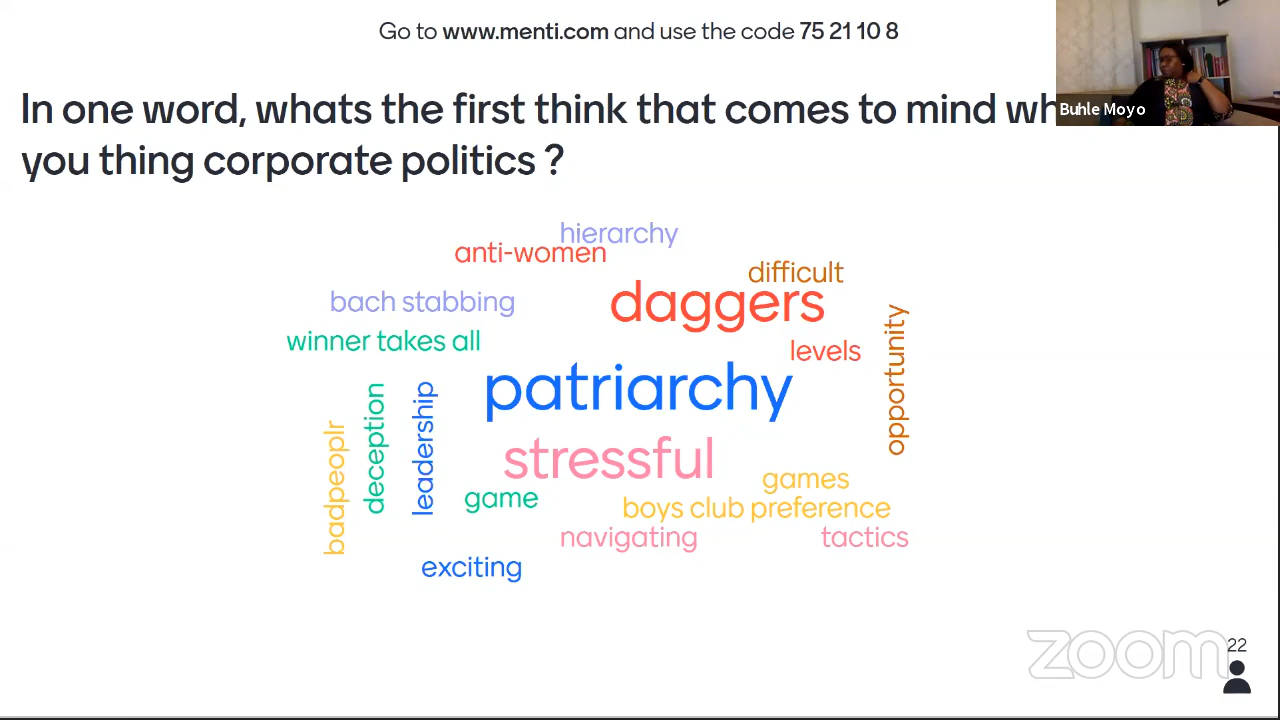 Go to www.menti.com and use the code 75 21 10 8
Buhle Moyo
In one word, whats the first think that comes to mind wh
you thing corporate politics ?
hierarchy
anti-women
difficult
bach stabbing
daggers
winner takes all
levels
opportunity
patriarchy
badpeoplr
deception
leadership
stressful
game
games
boys club preference
navigating
tactics
exciting
zoom
22